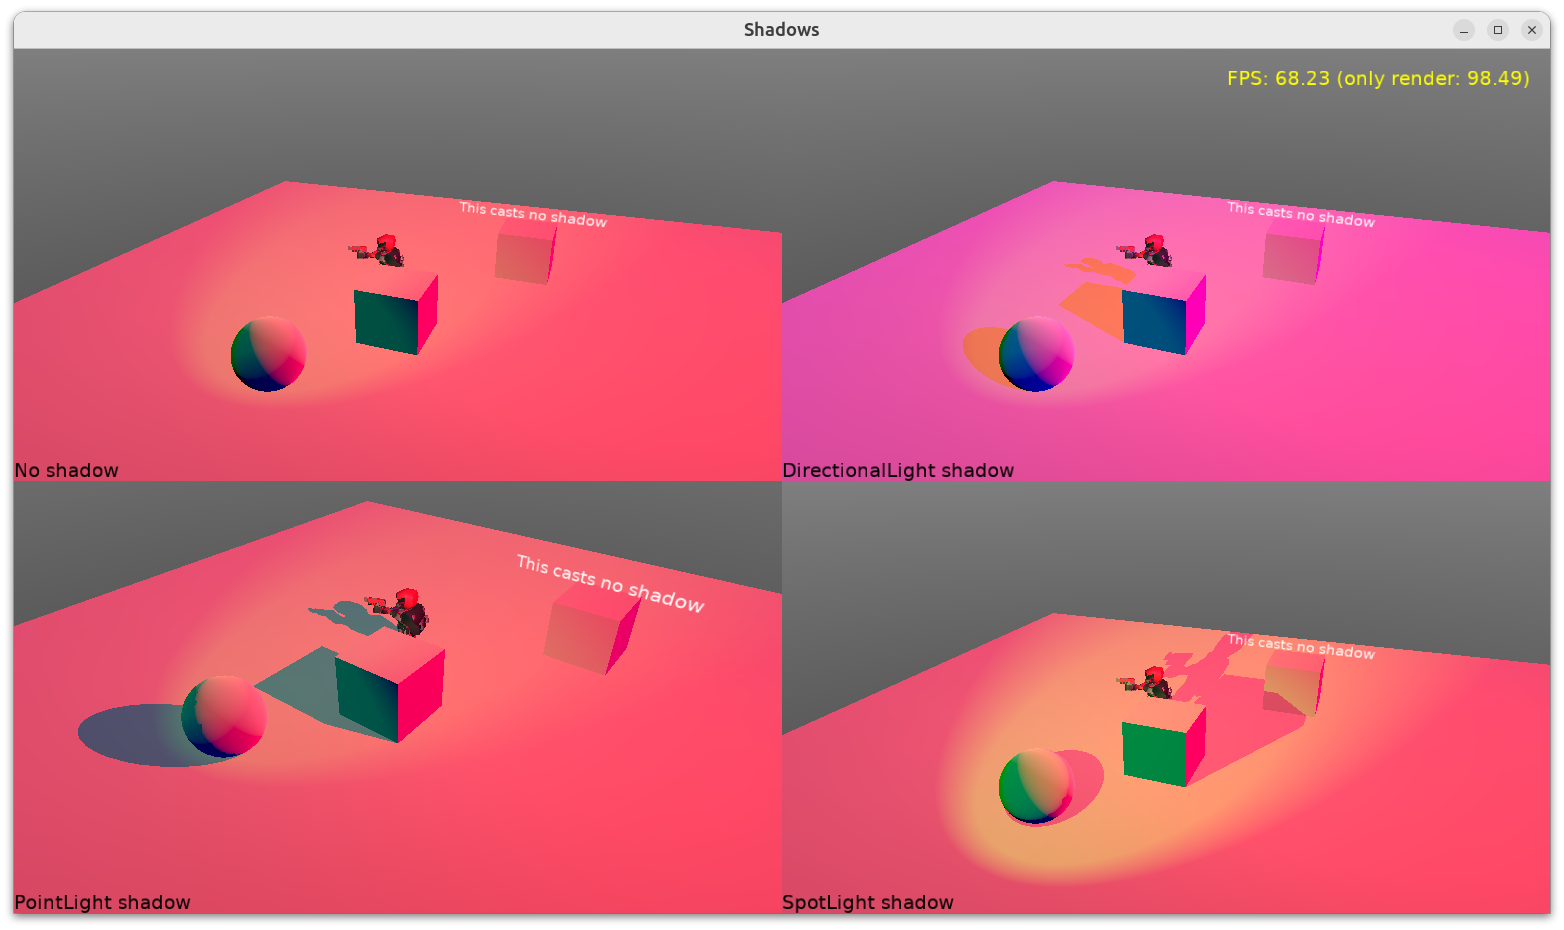 Shadows
FPS: 68.23 (only render: 98.49)
This casts no shadow
This casts no shadow
No shadow
DirectionalLight shadow
This casts no shadow
This casts no shadow
PointLight shadow
SpotLight shadow